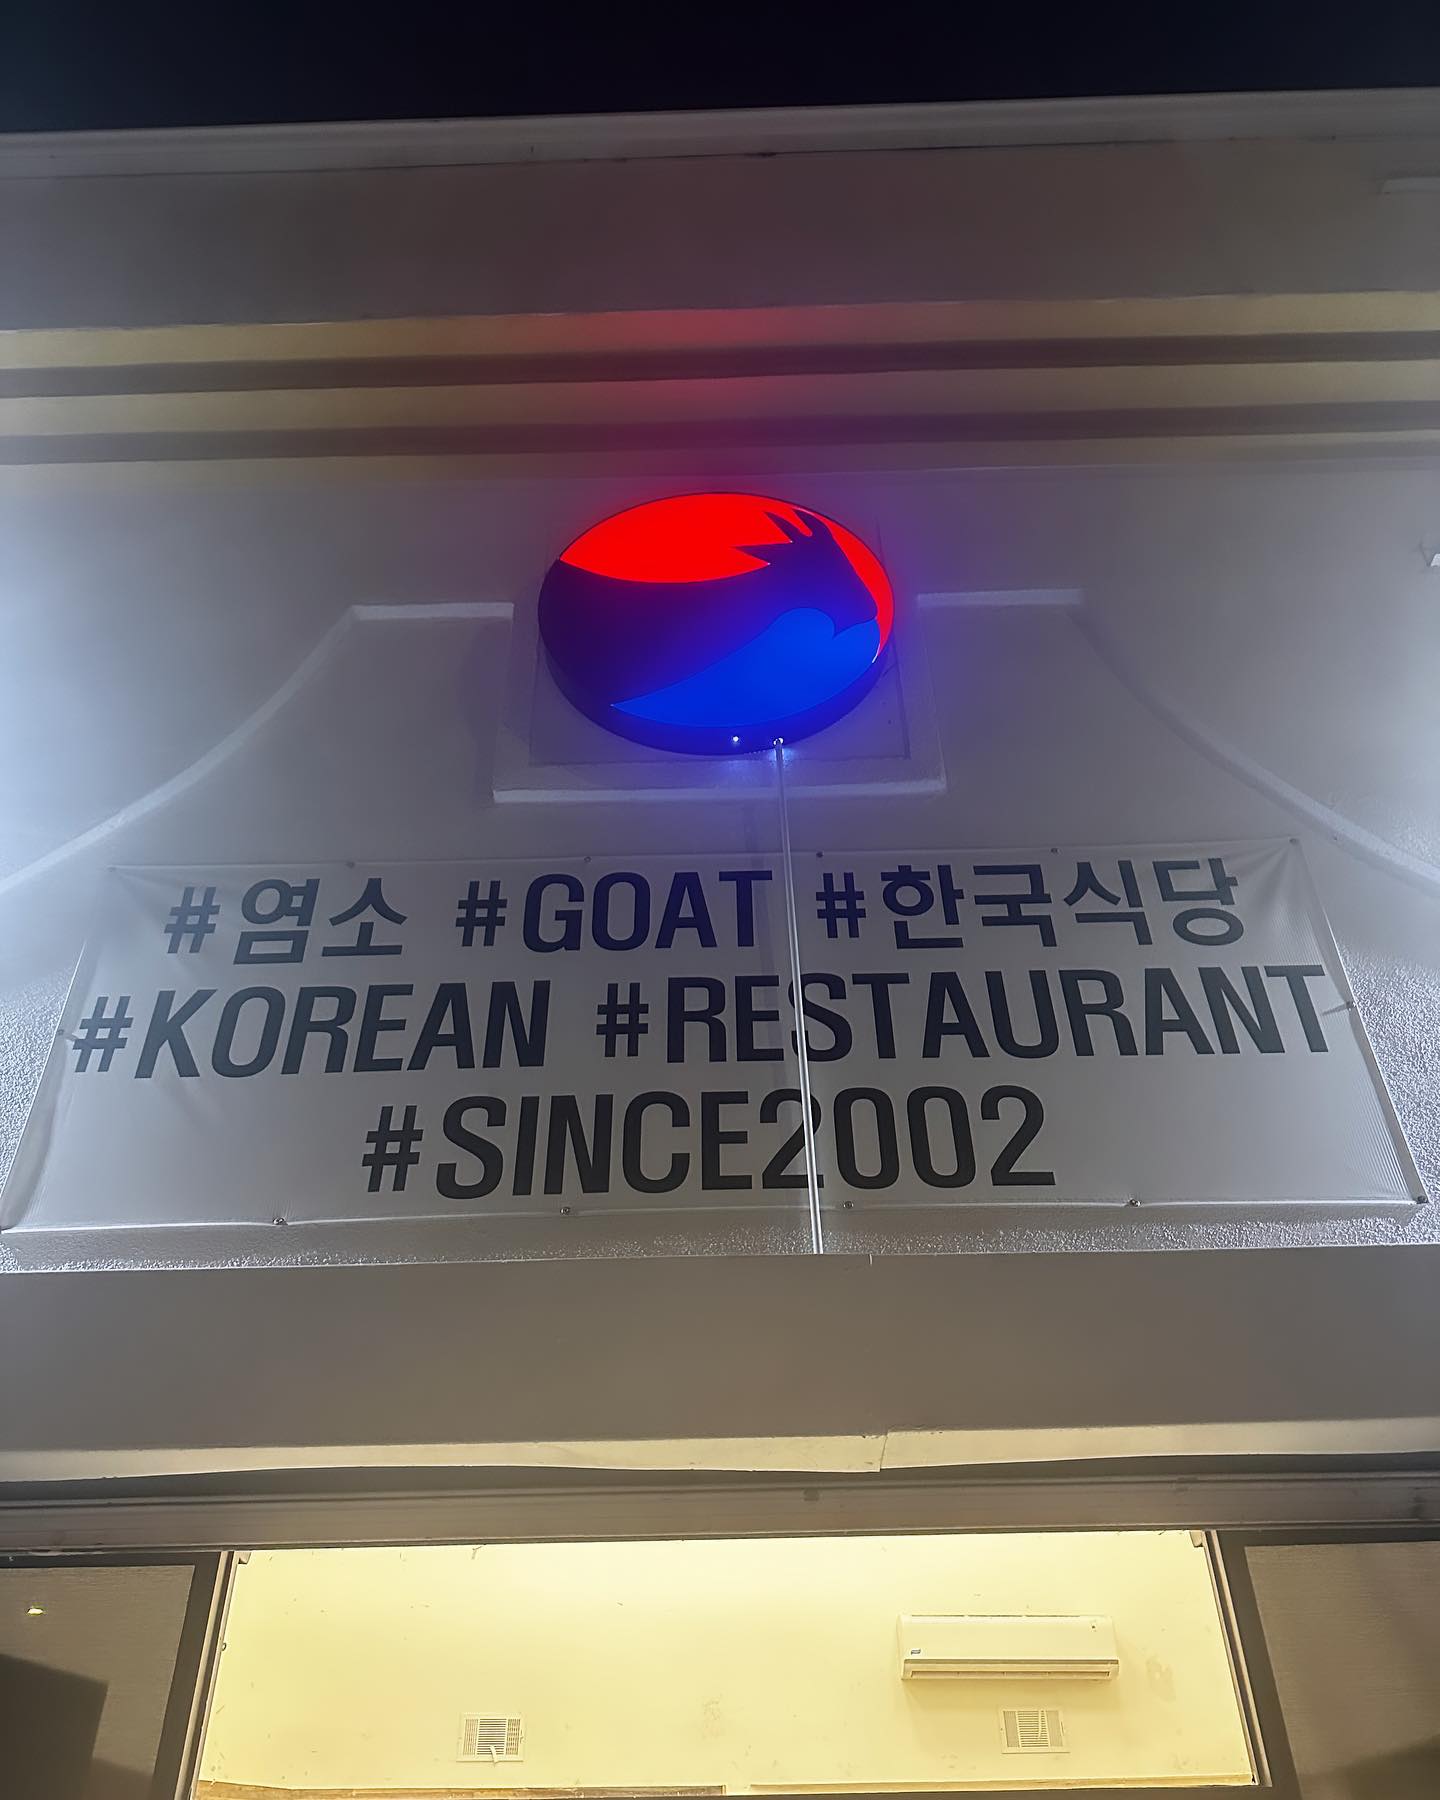 #염소 #GOAT #한국식당
#KOREAN #RESTAURANT
#SINCE2002